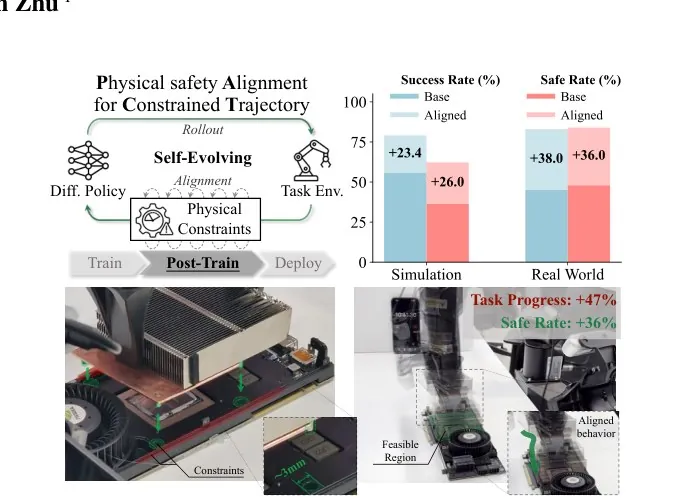 n Zhu
Physical safety Alignment
for Constrained Trajectory
Rollout
Self-Evolving
Alignment
Diff. Policy
Task Env.
Physical
Constraints
Train
Post-Train
Deploy
Success Rate (%)
Safe Rate (%)
Base
Base
Aligned
Aligned
100
75
50
25
0
+23.4
+26.0
+38.0
+36.0
Simulation
Real World
Constraints
~3mm
Task Progress: +47%
Safe Rate: +36%
Feasible
Region
Aligned
behavior